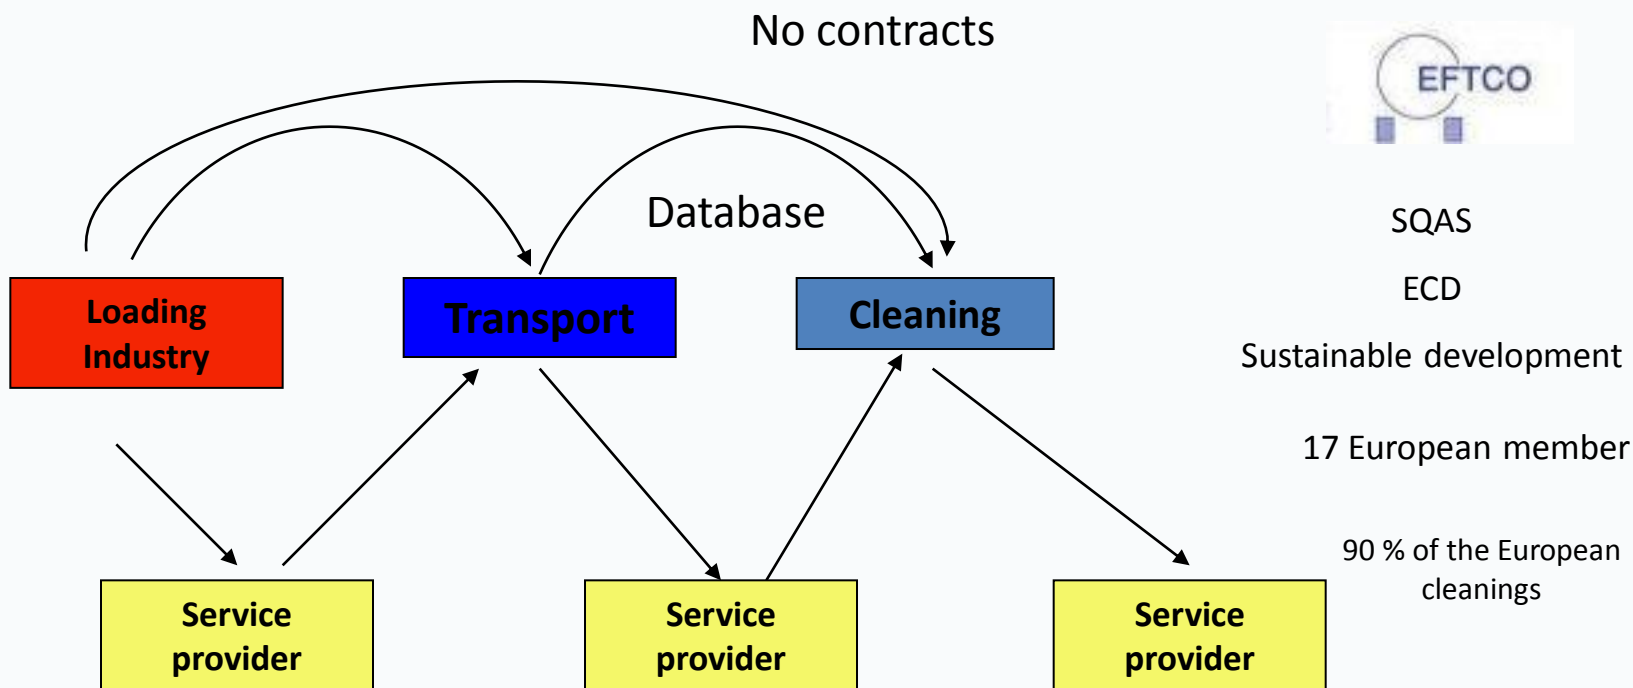 No contracts
EFTCO
Database
SQAS
ECD
Loading
Industry
Transport
Cleaning
Sustainable development
17 European member
90 % of the European
cleanings
Service
provider
Service
provider
Service
provider